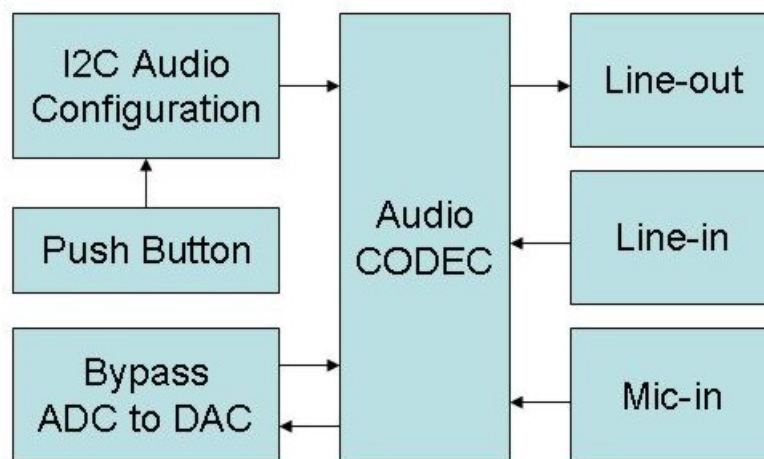 I2C Audio
Configuration
Push Button
Bypass
ADC to DAC
Audio
CODEC
Line-out
Line-in
Mic-in